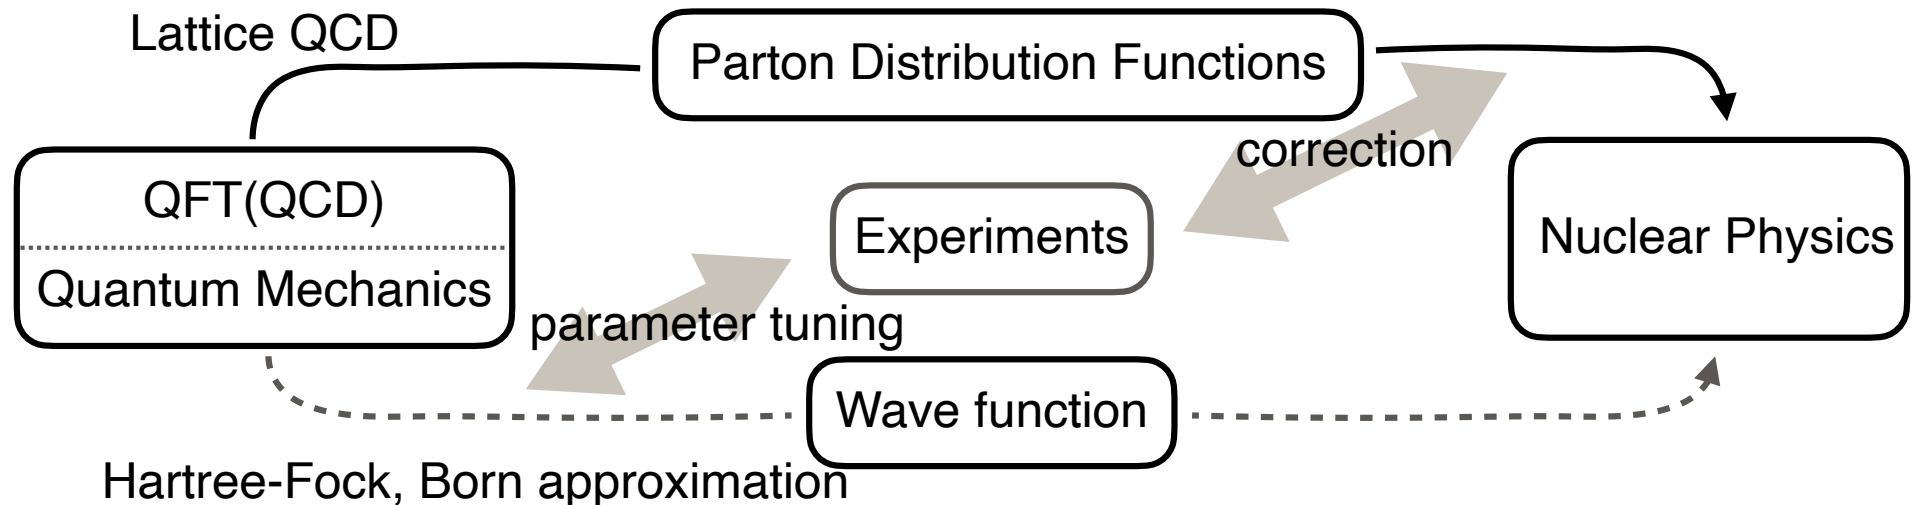 Lattice QCD
Parton Distribution Functions
correction
QFT(QCD)
Experiments
Nuclear Physics
Quantum Mechanics
parameter tuning
Wave function
Hartree-Fock, Born approximation